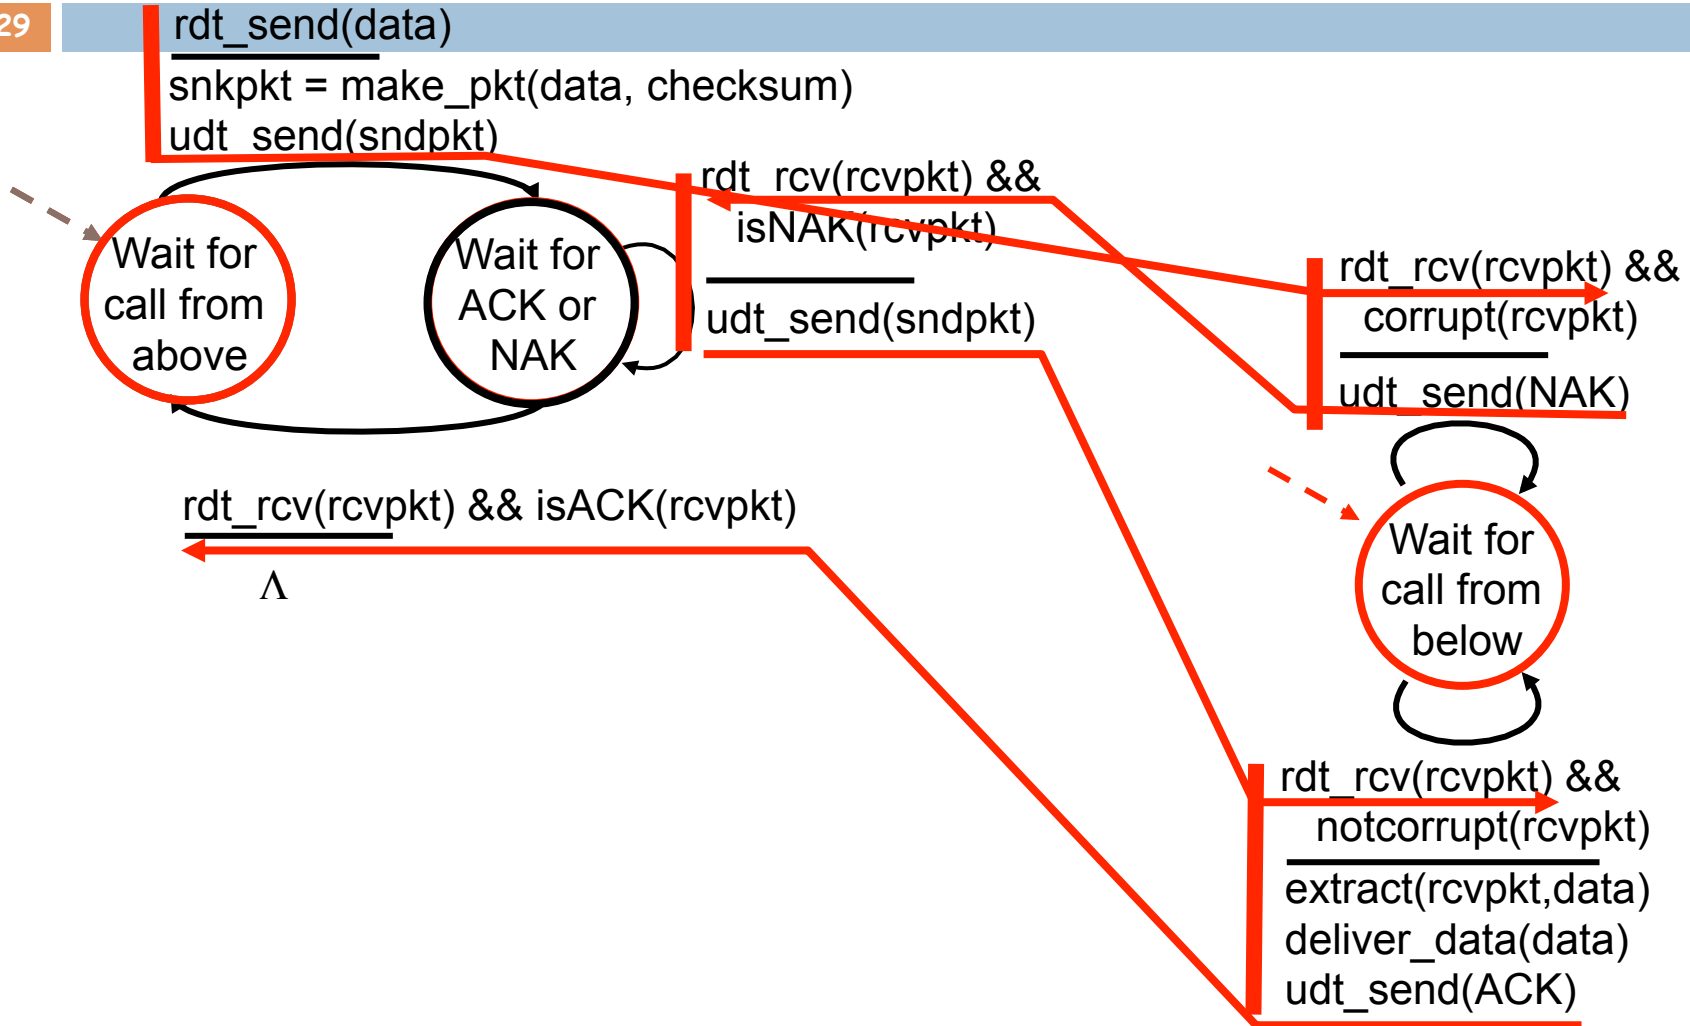 29
rdt_send(data)
snkpkt = make_pkt(data, checksum)
udt_send(sndpkt)
rdt_rcv(rcvpkt) &&
isNAK(rcvpkt)
udt_send(sndpkt)
Wait for
call from
above
Wait for
ACK or
NAK
rdt_rcv(rcvpkt) && isACK(rcvpkt)
Λ
rdt_rcv(rcvpkt) &&
corrupt(rcvpkt)
udt_send(NAK)
Wait for
call from
below
rdt_rcv(rcvpkt) &&
notcorrupt(rcvpkt)
extract(rcvpkt,data)
deliver_data(data)
udt_send(ACK)